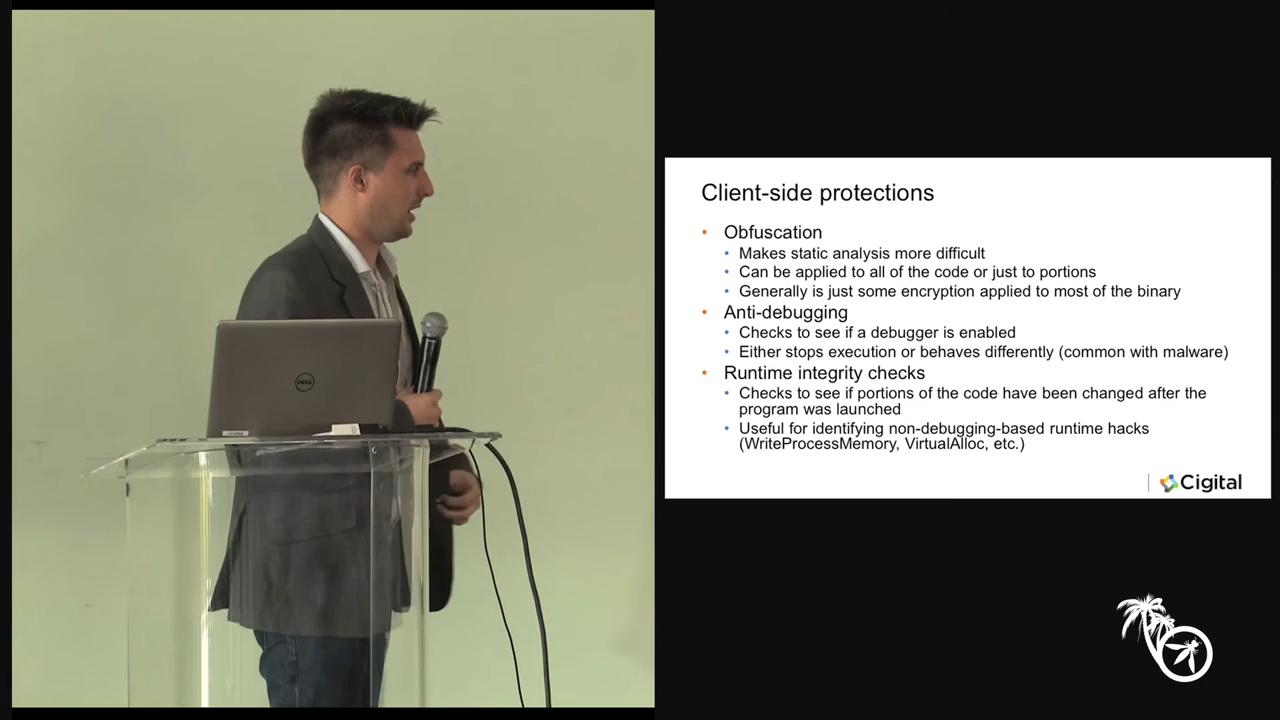 Client-side protections
• Obfuscation
• Makes static analysis more difficult
• Can be applied to all of the code or just to portions
• Generally is just some encryption applied to most of the binary
• Anti-debugging
• Checks to see if a debugger is enabled
• Either stops execution or behaves differently (common with malware)
• Runtime integrity checks
• Checks to see if portions of the code have been changed after the
program was launched
• Useful for identifying non-debugging-based runtime hacks
(WriteProcessMemory, VirtualAlloc, etc.)
Cigital
DELL